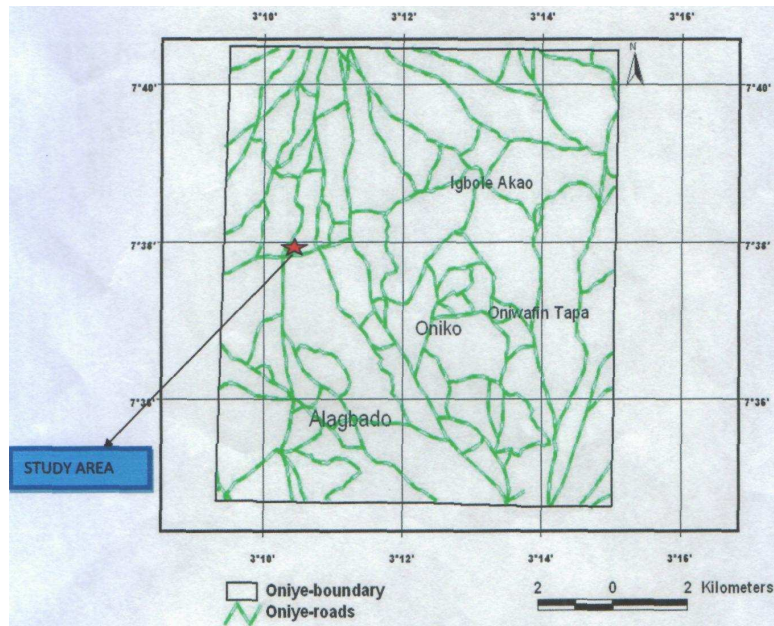 3°10' 3°12' 3°14' 3°16'
N
7°40' 7°40'
Igbole Akao
7°38' 7°38'
Oniwafin Tapa
Oniko
7°36' 7°36'
Alagbado
STUDY AREA
3°10' 3°12' 3°14' 3°16'
Oniye-boundary
Oniye-roads
2 0 2 Kilometers